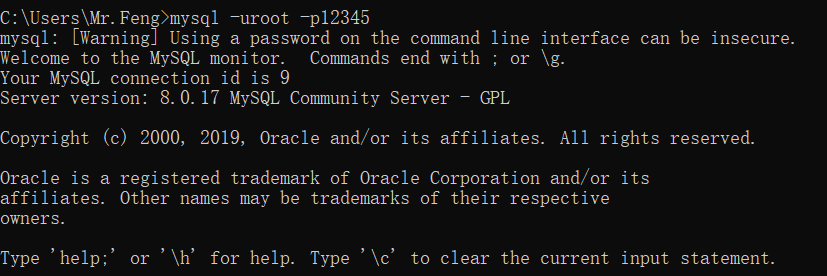 C:\Users\Mr.Feng>mysql -uroot -p12345
mysql: [Warning] Using a password on the command line interface can be insecure.
Welcome to the MySQL monitor.  Commands end with ; or \g.
Your MySQL connection id is 9
Server version: 8.0.17 MySQL Community Server - GPL
Copyright (c) 2000, 2019, Oracle and/or its affiliates. All rights reserved.
Oracle is a registered trademark of Oracle Corporation and/or its
affiliates. Other names may be trademarks of their respective
owners.
Type 'help;' or '\h' for help. Type '\c' to clear the current input statement.